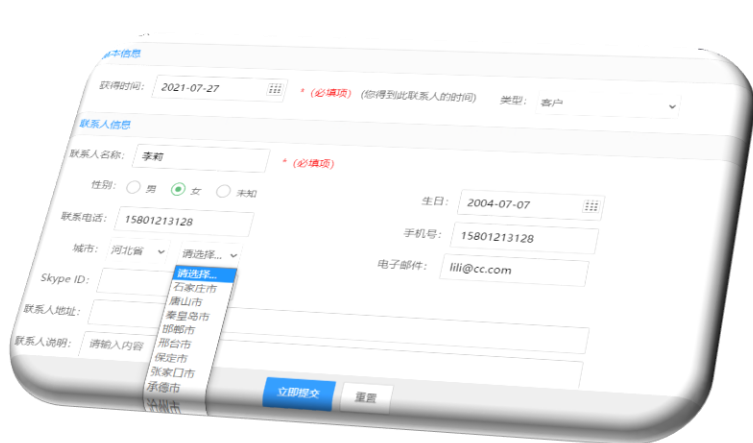 基本信息
获得时间: 2021-07-27 * (必填项) (您得到此联系人的时间) 类型: 客户
联系人信息
联系人名称: 李莉 * (必填项)
性别: 男 女 未知 生日: 2004-07-07
联系电话: 15801213128 手机号: 15801213128
城市: 河北省 请选择... 电子邮件: lili@cc.com
请选择...
石家庄市
唐山市
秦皇岛市
邯郸市
邢台市
保定市
张家口市
承德市
沧州市
Skype ID:
联系人地址:
联系人说明: 请输入内容
立即提交 重置